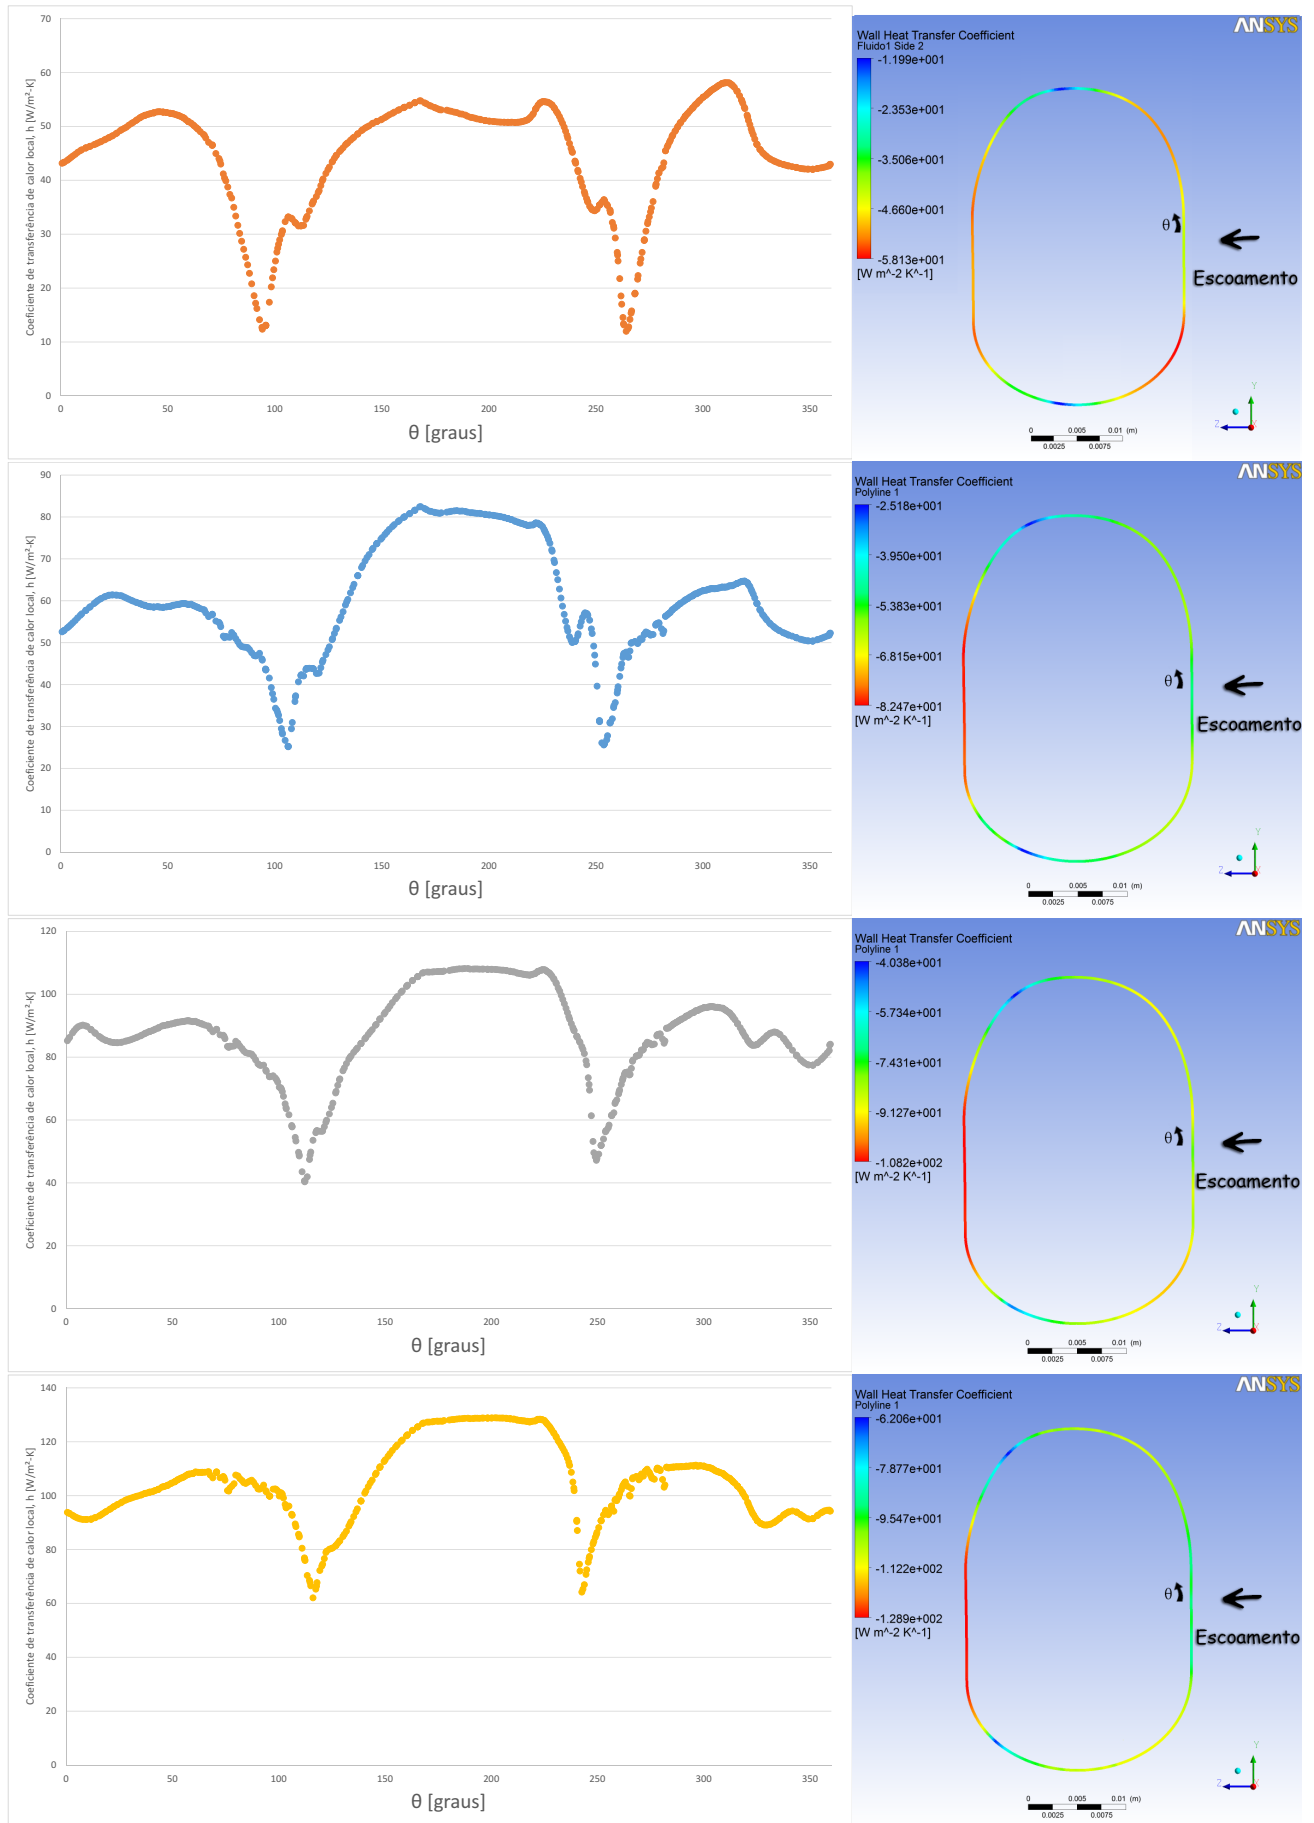 Coeficiente de transferência de calor local, h [W/m²-K]
70
60
50
40
30
20
10
0
0 50 100 150 200 250 300 350
θ [graus]
ANSYS
Wall Heat Transfer Coefficient
Fluido1 Side 2
-1.199e+001
-2.353e+001
-3.506e+001
-4.660e+001
-5.813e+001
[W m^-2 K^-1]
θ
Escoamento
Y
Z X
0 0.005 0.01 (m)
0.0025 0.0075
Coeficiente de transferência de calor local, h [W/m²-K]
90
80
70
60
50
40
30
20
10
0
0 50 100 150 200 250 300 350
θ [graus]
ANSYS
Wall Heat Transfer Coefficient
Polyline 1
-2.518e+001
-3.950e+001
-5.383e+001
-6.815e+001
-8.247e+001
[W m^-2 K^-1]
θ
Escoamento
Y
Z X
0 0.005 0.01 (m)
0.0025 0.0075
Coeficiente de transferência de calor local, h [W/m²-K]
120
100
80
60
40
20
0
0 50 100 150 200 250 300 350
θ [graus]
ANSYS
Wall Heat Transfer Coefficient
Polyline 1
-4.038e+001
-5.734e+001
-7.431e+001
-9.127e+001
-1.082e+002
[W m^-2 K^-1]
θ
Escoamento
Y
Z X
0 0.005 0.01 (m)
0.0025 0.0075
Coeficiente de transferência de calor local, h [W/m²-K]
140
120
100
80
60
40
20
0
0 50 100 150 200 250 300 350
θ [graus]
ANSYS
Wall Heat Transfer Coefficient
Polyline 1
-6.206e+001
-7.877e+001
-9.547e+001
-1.122e+002
-1.289e+002
[W m^-2 K^-1]
θ
Escoamento
Y
Z X
0 0.005 0.01 (m)
0.0025 0.0075